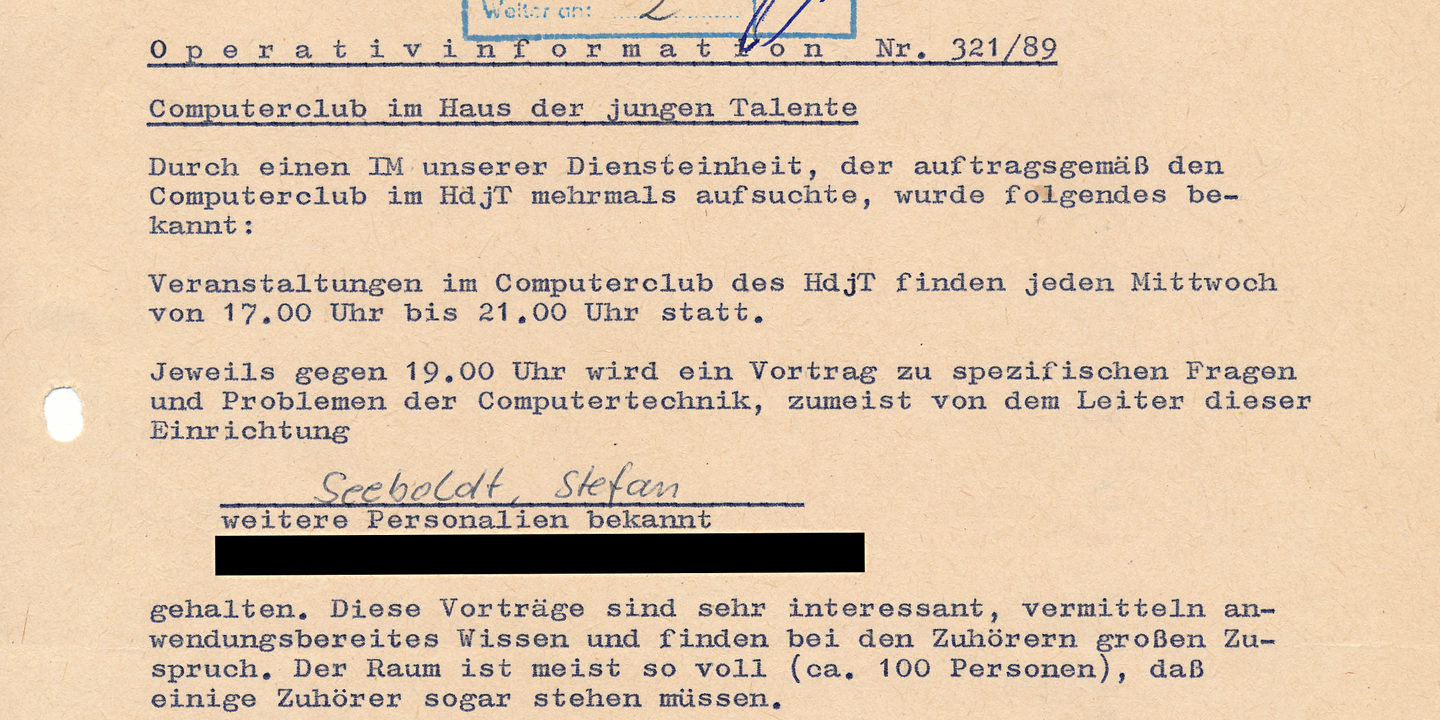 Weiter an: 2
Operativinformation Nr. 321/89
Computerclub im Haus der jungen Talente
Durch einen IM unserer Diensteinheit, der auftragsgemäß den
Computerclub im HdjT mehrmals aufsuchte, wurde folgendes be-
kannt:
Veranstaltungen im Computerclub des HdjT finden jeden Mittwoch
von 17.00 Uhr bis 21.00 Uhr statt.
Jeweils gegen 19.00 Uhr wird ein Vortrag zu spezifischen Fragen
und Problemen der Computertechnik, zumeist von dem Leiter dieser
Einrichtung
Seeboldt, Stefan
weitere Personalien bekannt
gehalten. Diese Vorträge sind sehr interessant, vermitteln an-
wendungsbereites Wissen und finden bei den Zuhörern großen Zu-
spruch. Der Raum ist meist so voll (ca. 100 Personen), daß
einige Zuhörer sogar stehen müssen.